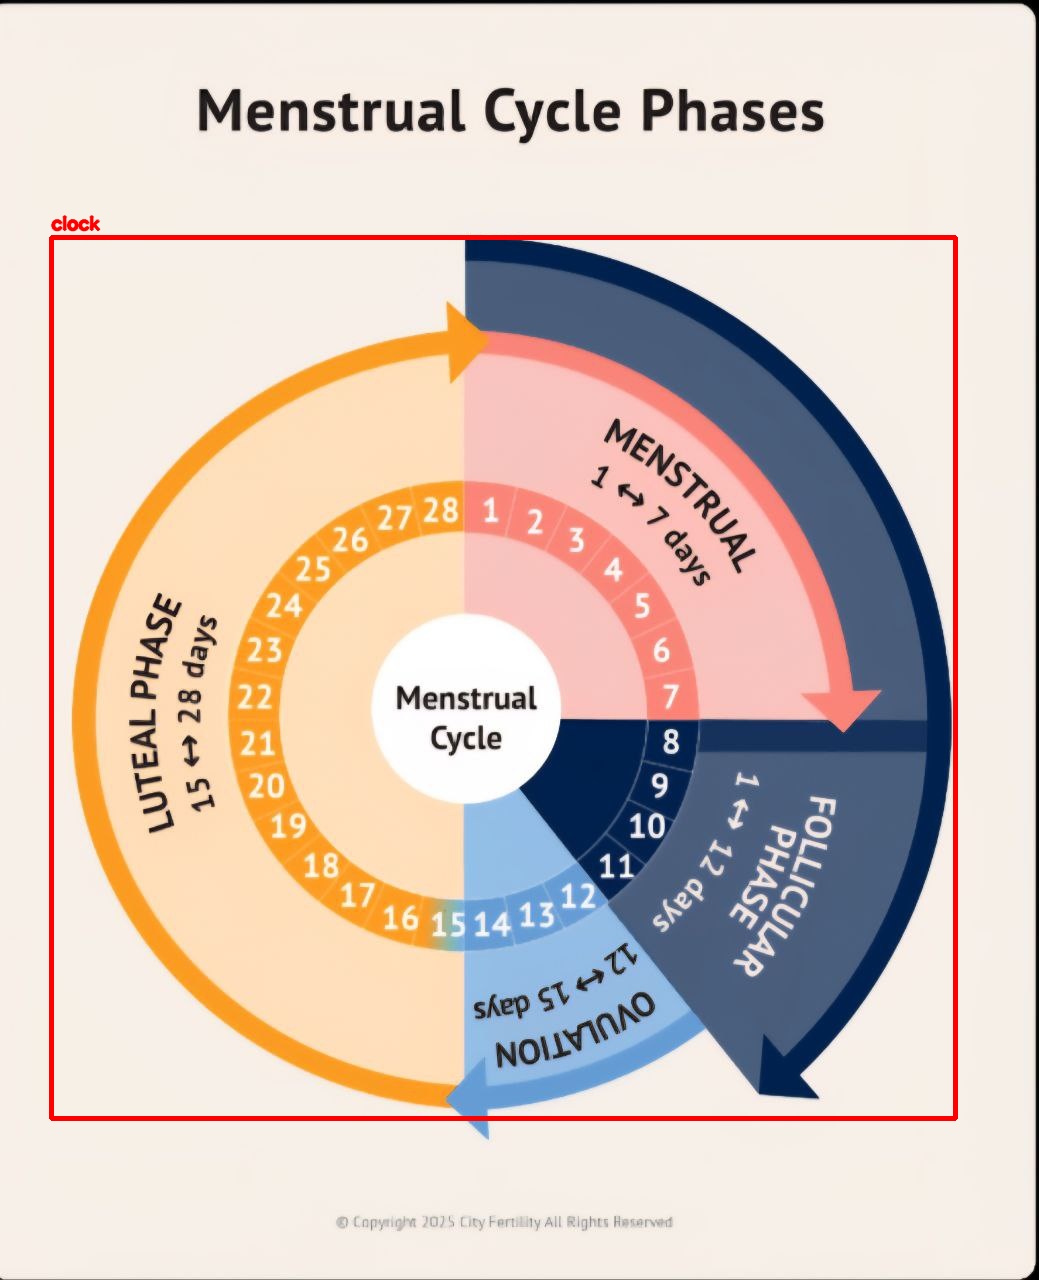 Menstrual Cycle Phases
clock
MENSTRUAL
1 ↔ 7 days
FOLLICULAR
PHASE
1 ↔ 12 days
OVULATION
12 ↔ 15 days
LUTEAL PHASE
15 ↔ 28 days
1
2
3
4
5
6
7
8
9
10
11
12
13
14
15
16
17
18
19
20
21
22
23
24
25
26
27
28
Menstrual
Cycle
© Copyright 2025 City Fertility All Rights Reserved